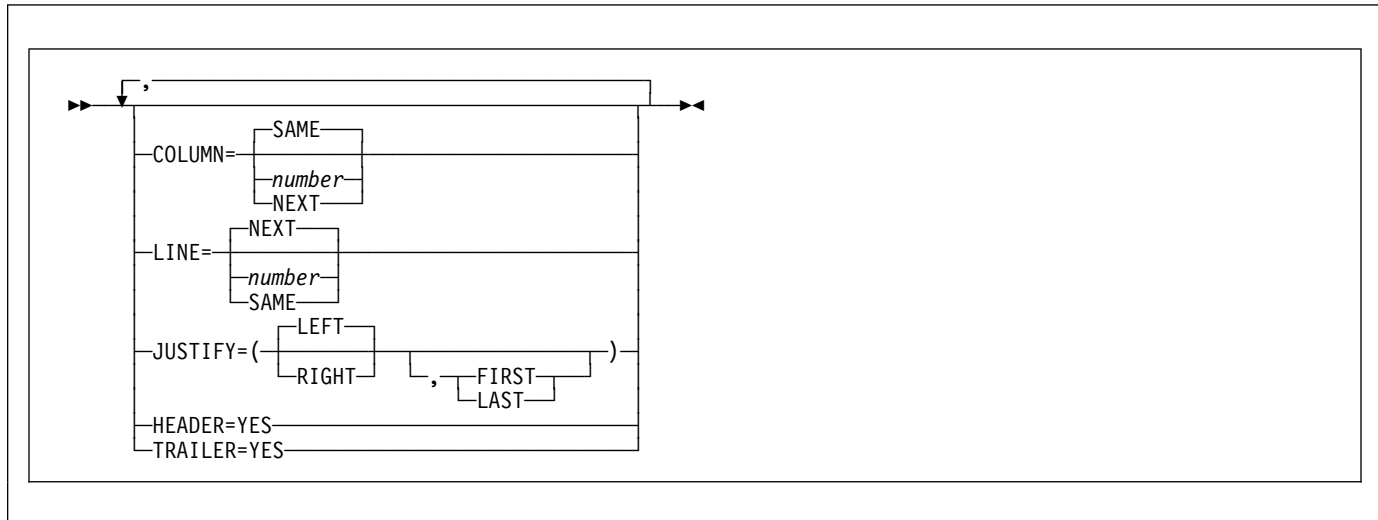 ,
SAME
COLUMN=
number
NEXT
NEXT
LINE=
number
SAME
LEFT
JUSTIFY=( )
RIGHT , FIRST
LAST
HEADER=YES
TRAILER=YES